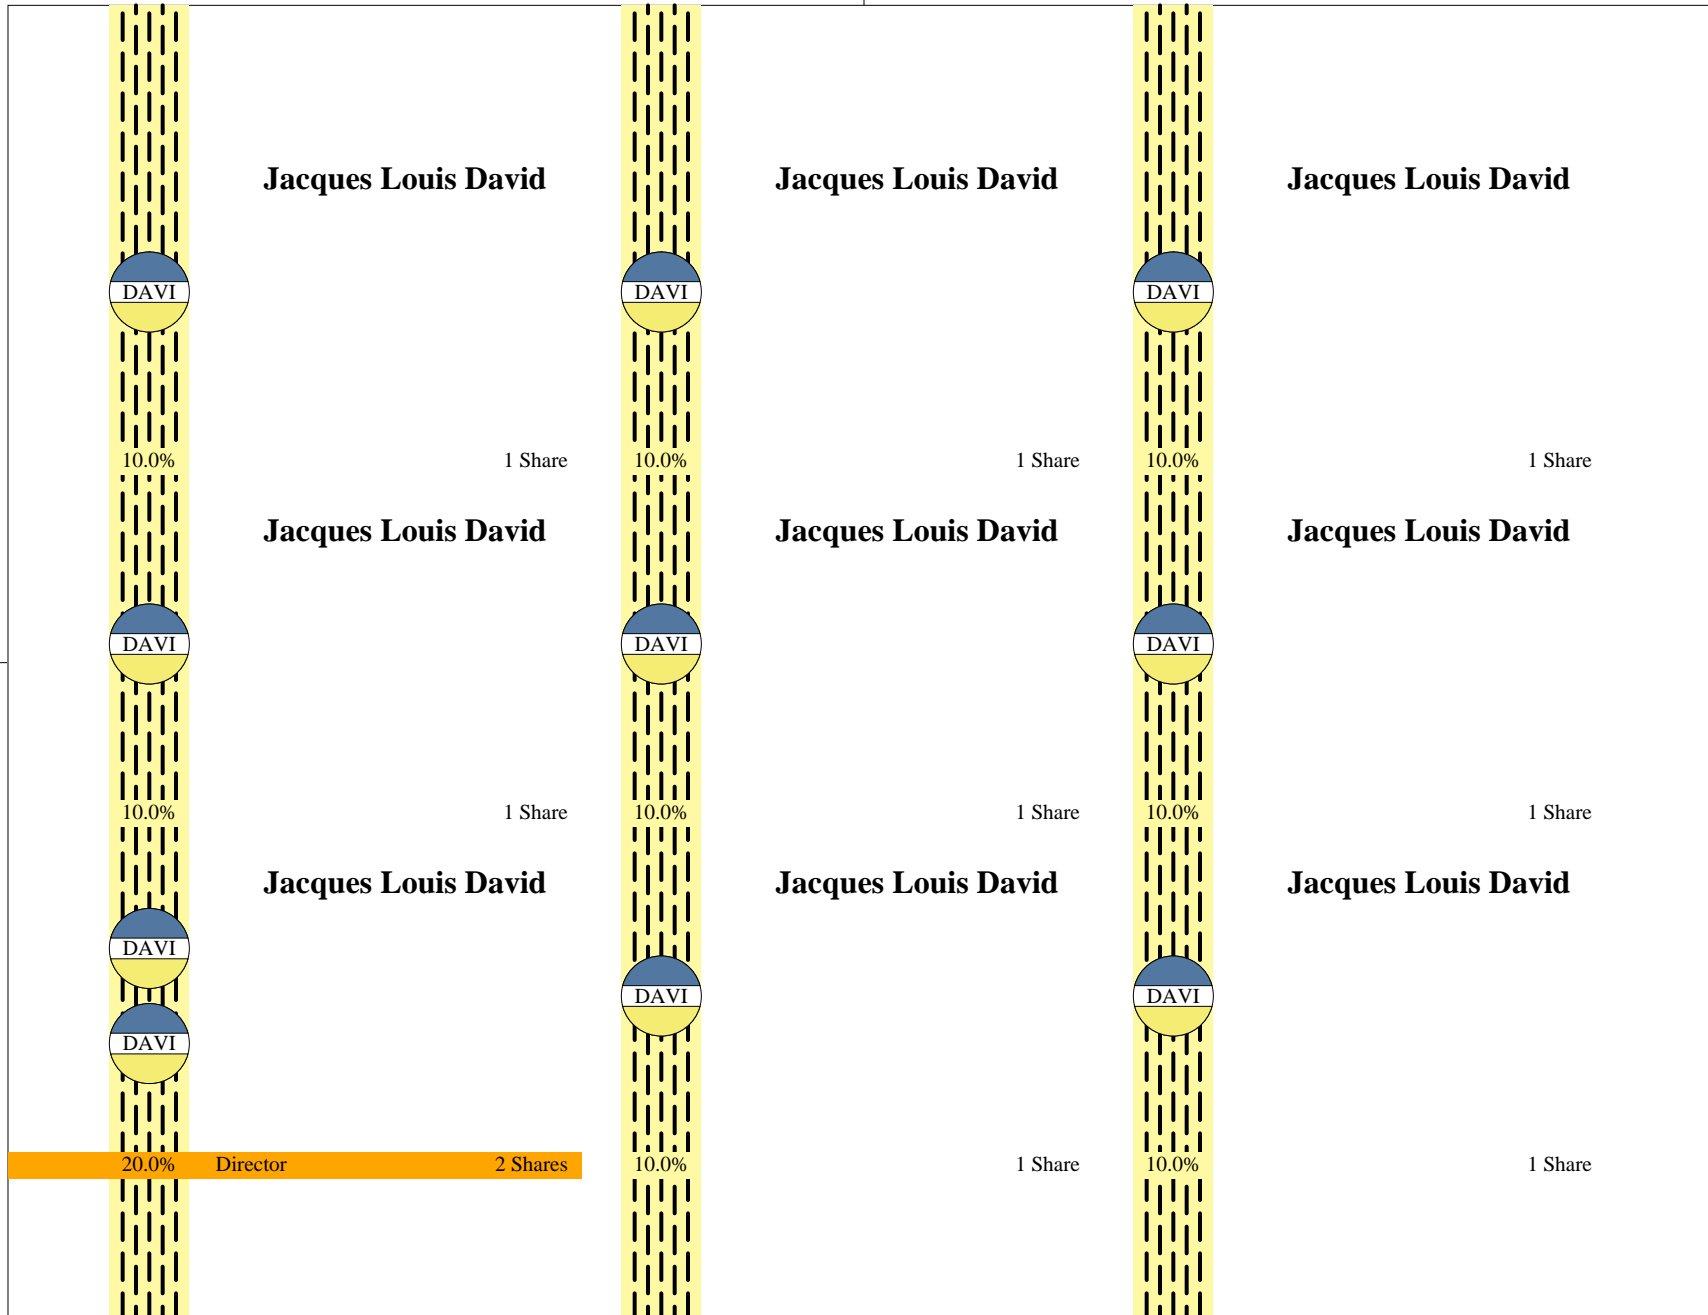 Jacques Louis David Jacques Louis David Jacques Louis David
DAVI DAVI DAVI
10.0% 1 Share 10.0% 1 Share 10.0% 1 Share
Jacques Louis David Jacques Louis David Jacques Louis David
DAVI DAVI DAVI
10.0% 1 Share 10.0% 1 Share 10.0% 1 Share
Jacques Louis David Jacques Louis David Jacques Louis David
DAVI
DAVI DAVI
DAVI
20.0% Director 2 Shares 10.0% 1 Share 10.0% 1 Share